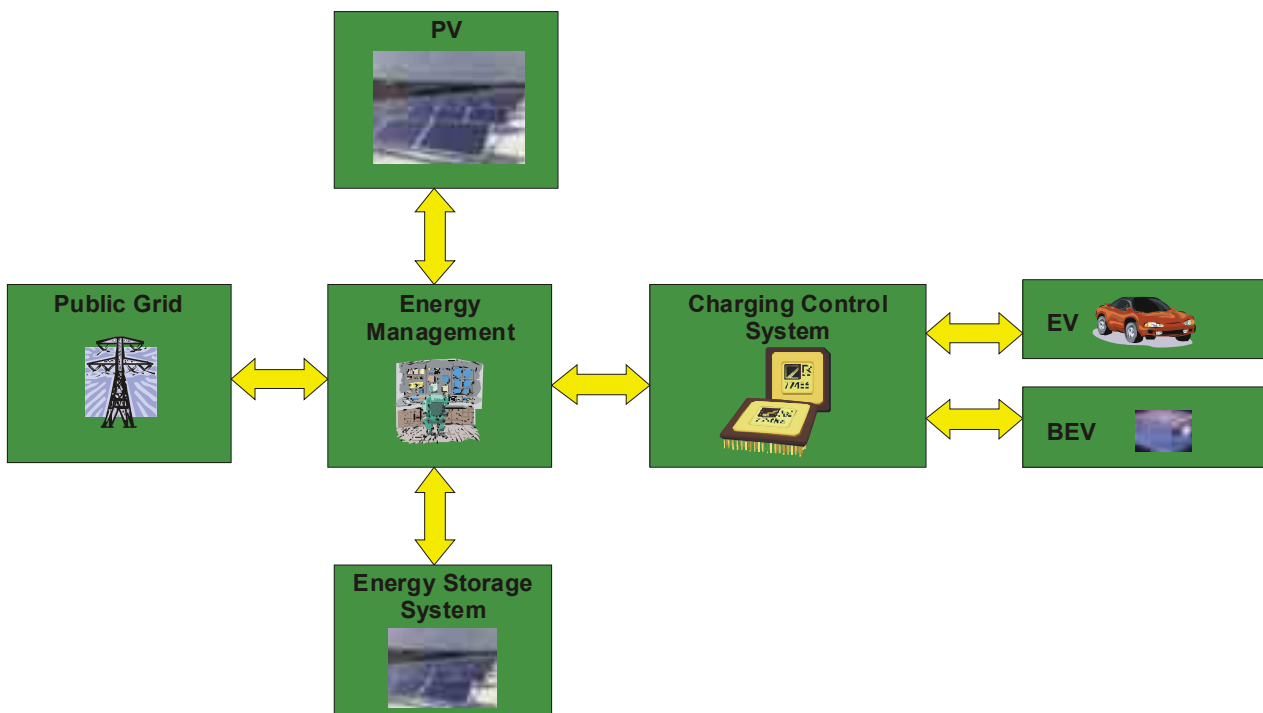 PV
Public Grid
Energy
Management
Charging Control
System
EV
BEV
Energy Storage
System